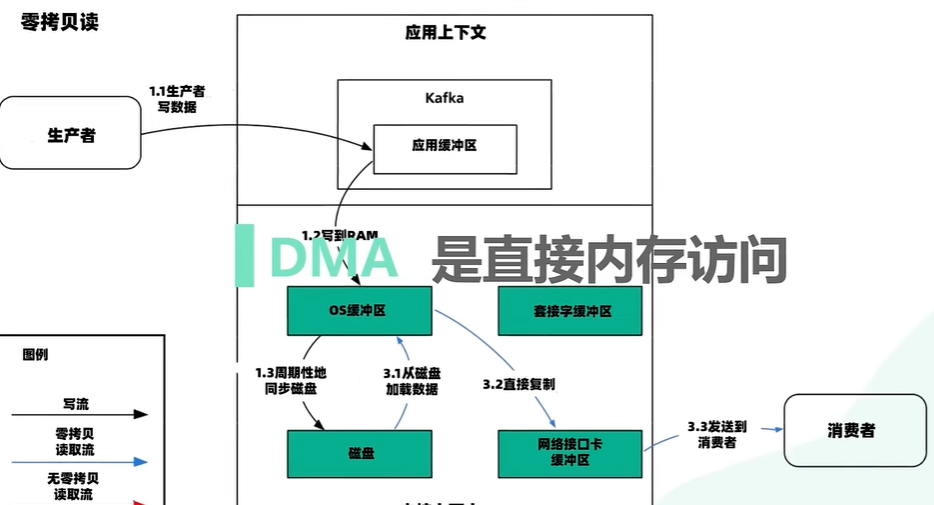 零拷贝读
应用上下文
Kafka
1.1生产者
写数据
生产者
应用缓冲区
1.2写到RAM
DMA 是直接内存访问
OS缓冲区
套接字缓冲区
图例
1.3周期性地
同步磁盘
3.1从磁盘
加载数据
3.2直接复制
写流
零拷贝
读取流
无零拷贝
读取流
磁盘
网络接口卡
缓冲区
3.3发送到
消费者
消费者